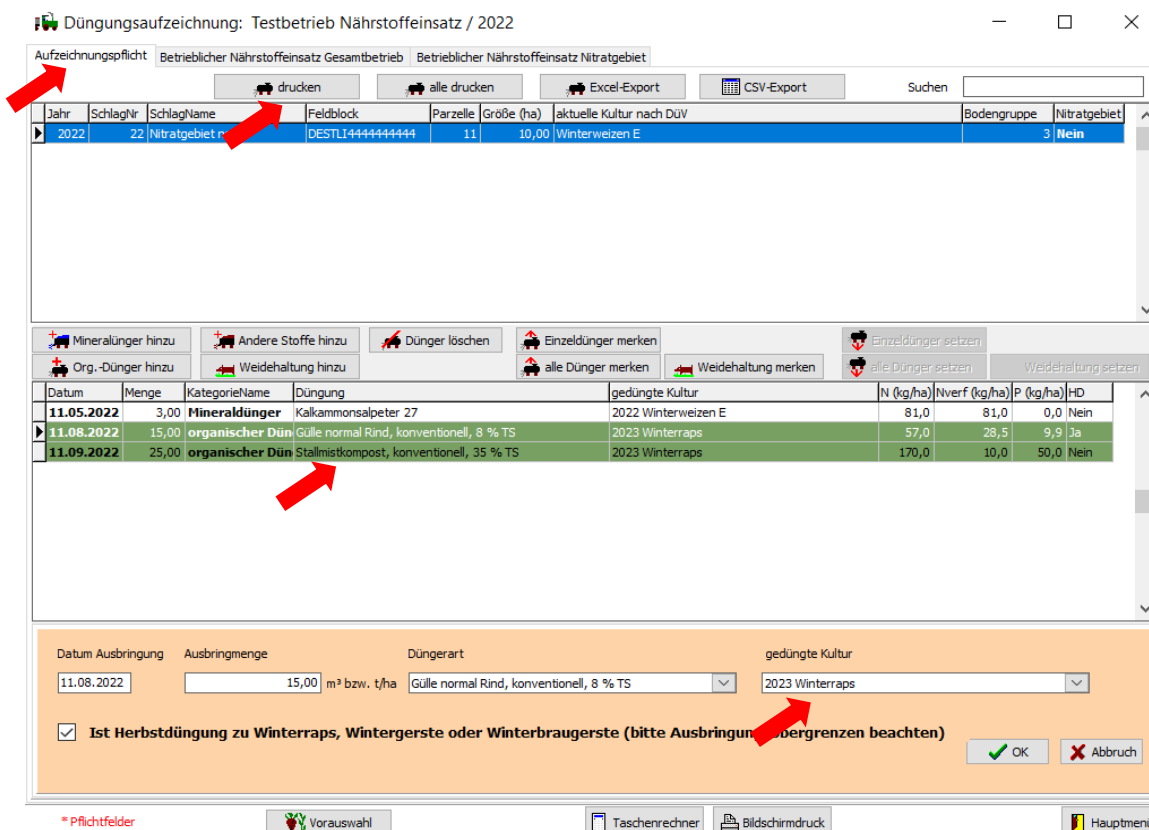 Düngungsaufzeichnung: Testbetrieb Nährstoffeinsatz / 2022
Aufzeichnungspflicht Betrieblicher Nährstoffeinsatz Gesamtbetrieb Betrieblicher Nährstoffeinsatz Nitratgebiet
drucken alle drucken Excel-Export CSV-Export Suchen
Jahr SchlagNr SchlagName Feldblock Parzelle Größe (ha) aktuelle Kultur nach DüV Bodengruppe Nitratgebiet
2022 22 Nitratgebiet DESTLI4444444444 11 10,00 Winterweizen E 3 Nein
Mineralünger hinzu Andere Stoffe hinzu Dünger löschen Einzeldünger merken Einzeldünger setzen
Org.-Dünger hinzu Weidehaltung hinzu alle Dünger merken Weidehaltung merken alle Dünger setzen Weidehaltung setzen
Datum Menge KategorieName Düngung gedüngte Kultur N (kg/ha) Nverf (kg/ha) P (kg/ha) HD
11.05.2022 3,00 Mineraldünger Kalkammonsalpeter 27 2022 Winterweizen E 81,0 81,0 0,0 Nein
11.08.2022 15,00 organischer Dün Gülle normal Rind, konventionell, 8 % TS 2023 Winterraps 57,0 28,5 9,9 Ja
11.09.2022 25,00 organischer Dün Stallmistkompost, konventionell, 35 % TS 2023 Winterraps 170,0 10,0 50,0 Nein
Datum Ausbringung Ausbringmenge Düngerart gedüngte Kultur
11.08.2022 15,00 m³ bzw. t/ha Gülle normal Rind, konventionell, 8 % TS 2023 Winterraps
Ist Herbstdüngung zu Winterraps, Wintergerste oder Winterbraugerste (bitte Ausbringun bergrenzen beachten)
OK Abbruch
* Pflichtfelder Vorauswahl Taschenrechner Bildschirmdruck Hauptmenü